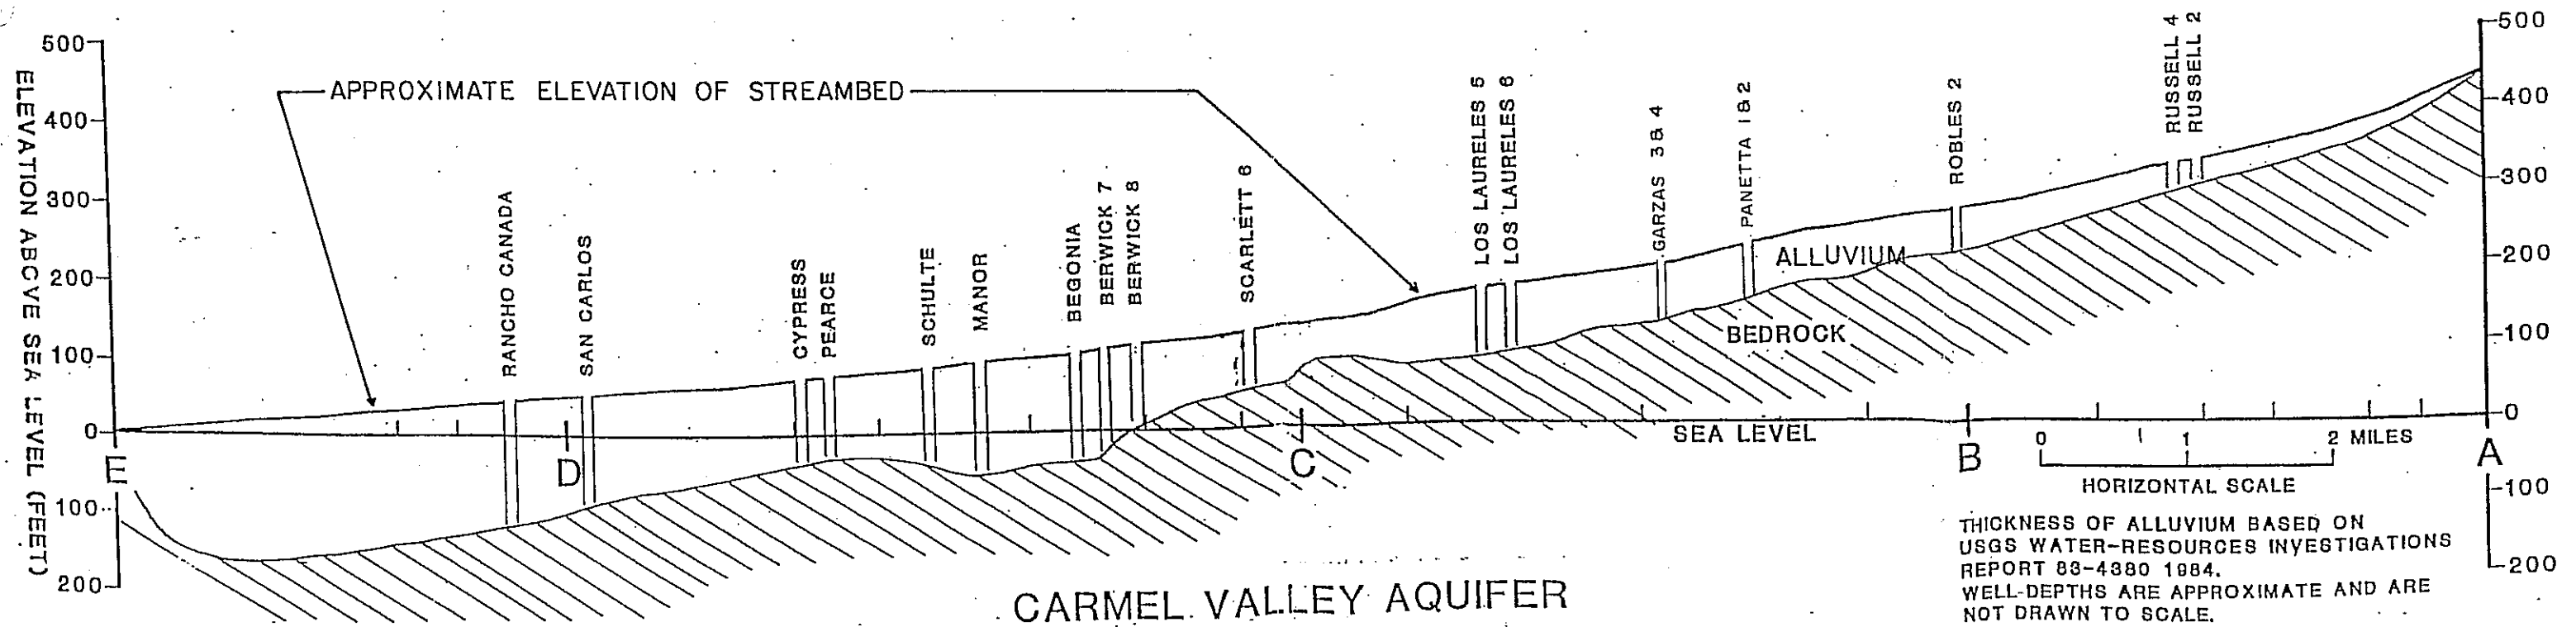 500
400
300
200
100
0
100
200
ELEVATION ABOVE SEA LEVEL (FEET)
APPROXIMATE ELEVATION OF STREAMBED
RANCHO CANADA
SAN CARLOS
CYPRESS
PEARCE
SCHULTE
MANOR
BEGONIA
BERWICK 7
BERWICK 8
SCARLETT 6
LOS LAURELES 5
LOS LAURELES 6
GARZAS 3 & 4
PANETTA 1 & 2
ROBLES 2
RUSSELL 4
RUSSELL 2
500
400
300
200
100
0
100
200
ALLUVIUM
BEDROCK
SEA LEVEL
E
D
C
B
A
0 1 2 MILES
HORIZONTAL SCALE
THICKNESS OF ALLUVIUM BASED ON
USGS WATER-RESOURCES INVESTIGATIONS
REPORT 83-4380 1984.
WELL-DEPTHS ARE APPROXIMATE AND ARE
NOT DRAWN TO SCALE.
CARMEL VALLEY AQUIFER